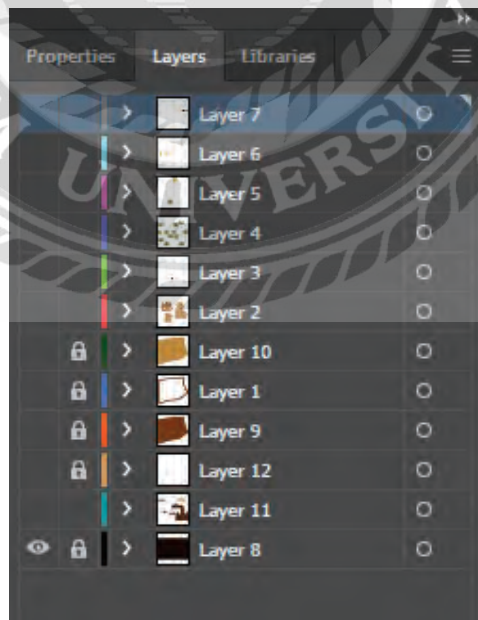 Properties Layers Libraries
Layer 7
Layer 6
Layer 5
Layer 4
Layer 3
Layer 2
Layer 10
Layer 1
Layer 9
Layer 12
Layer 11
Layer 8
UNIVERSITY